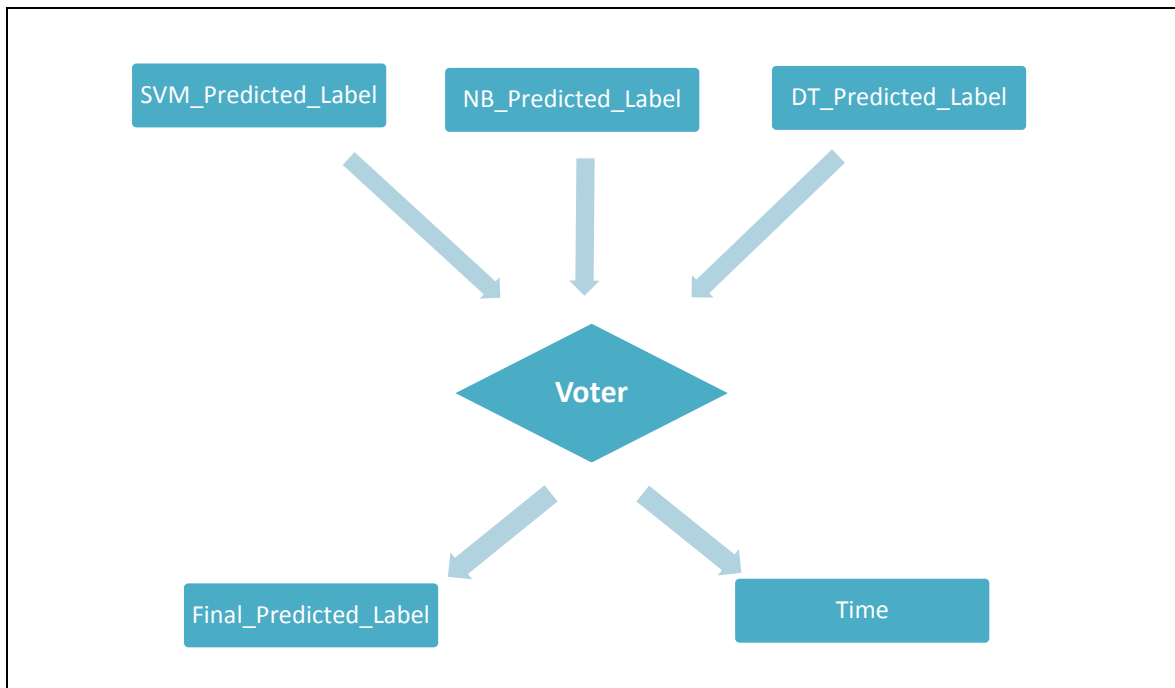 SVM_Predicted_Label
NB_Predicted_Label
DT_Predicted_Label
Voter
Final_Predicted_Label
Time